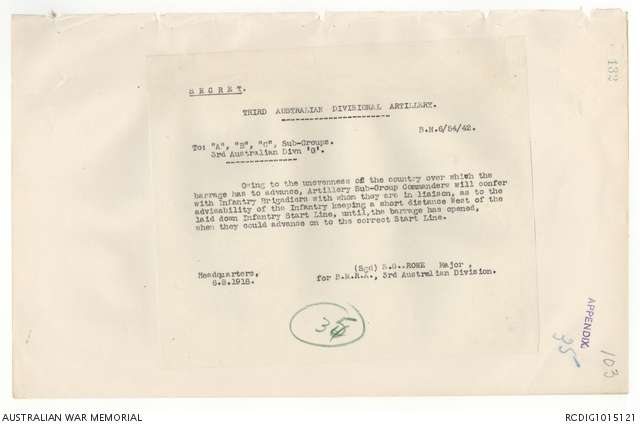 132
SECRET.
THIRD AUSTRALIAN DIVISIONAL ARTILLERY.
B.M.6/54/42.
To: "A", "B", "C", Sub-Groups.
3rd Australian Divn 'G'.
Owing to the unevenness of the country over which the
barrage has to advance, Artillery Sub-Group Commanders will confer
with Infantry Brigadiers with whom they are in liaison, as to the
advisability of the Infantry keeping a short distance West of the
laid down Infantry Start Line, until, the barrage has opened,
when they could advance on to the correct Start Line.
(Sgd) Major,
Headquarters, for B.M.R.A., 3rd Australian Division.
8.8.1918.
APPENDIX.
35
103
AUSTRALIAN WAR MEMORIAL
RCDIG1015121